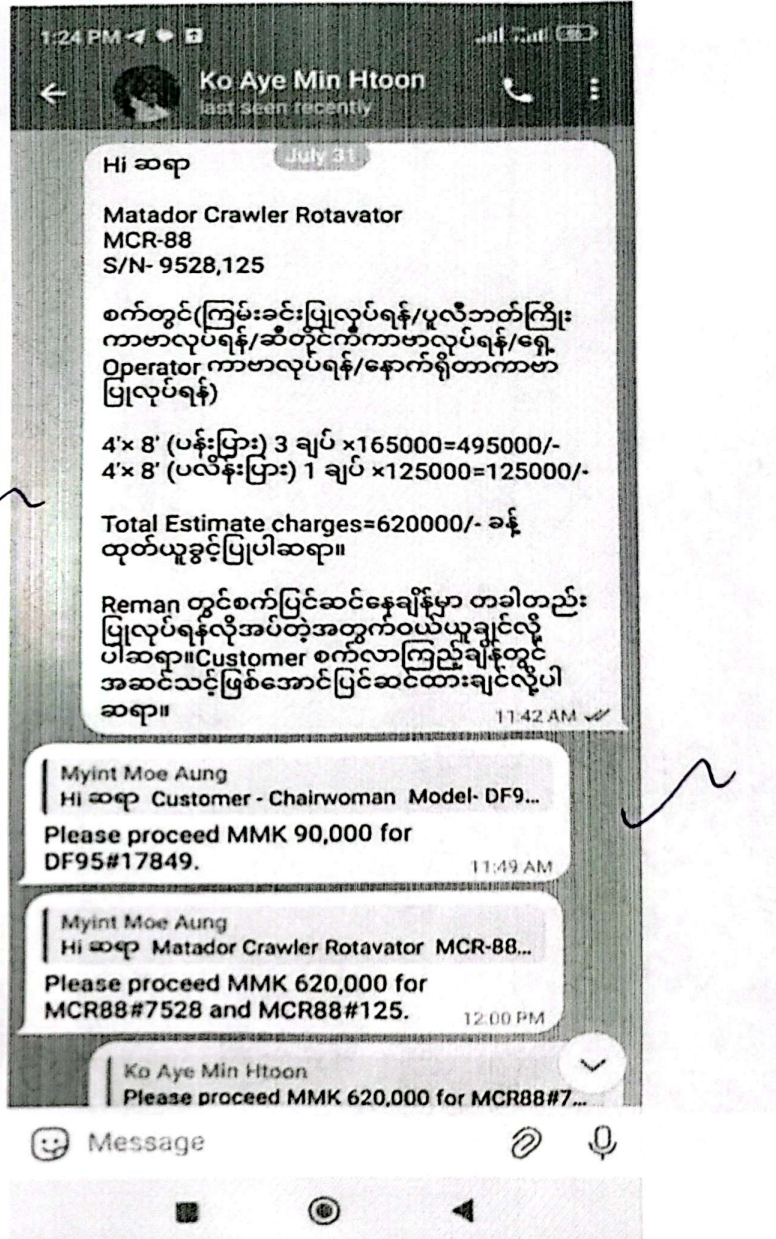 1:24 PM
Ko Aye Min Htoon
last seen recently
July 31
Hi ဆရာ
Matador Crawler Rotavator
MCR-88
S/N- 9528,125
စက်တွင်(ကြမ်းခင်းပြုလုပ်ရန်/ပူလီဘတ်ကြိုး
ကာဗာလုပ်ရန်/ဆီတိုင်ကီကာဗာလုပ်ရန်/ရှေ့
Operator ကာဗာလုပ်ရန်/နောက်ရိုတာကာဗာ
ပြုလုပ်ရန်)
4'× 8' (ပန်းပြား) 3 ချပ် ×165000=495000/-
4'× 8' (ပလိန်းပြား) 1 ချပ် ×125000=125000/-
Total Estimate charges=620000/- ခန့်
ထုတ်ယူခွင့်ပြုပါဆရာ။
Reman တွင်စက်ပြင်ဆင်နေချိန်မှာ တခါတည်း
ပြုလုပ်ရန်လိုအပ်တဲ့အတွက်ဝယ်ယူချင်လို့
ပါဆရာ။Customer စက်လာကြည့်ချိန်တွင်
အဆင်သင့်ဖြစ်အောင်ပြင်ဆင်ထားချင်လို့ပါ
ဆရာ။
11:42 AM
Myint Moe Aung
Hi ဆရာ Customer - Chairwoman Model- DF9...
Please proceed MMK 90,000 for
DF95#17849.
11:49 AM
Myint Moe Aung
Hi ဆရာ Matador Crawler Rotavator MCR-88...
Please proceed MMK 620,000 for
MCR88#7528 and MCR88#125.
12:00 PM
Ko Aye Min Htoon
Please proceed MMK 620,000 for MCR88#7...
Message